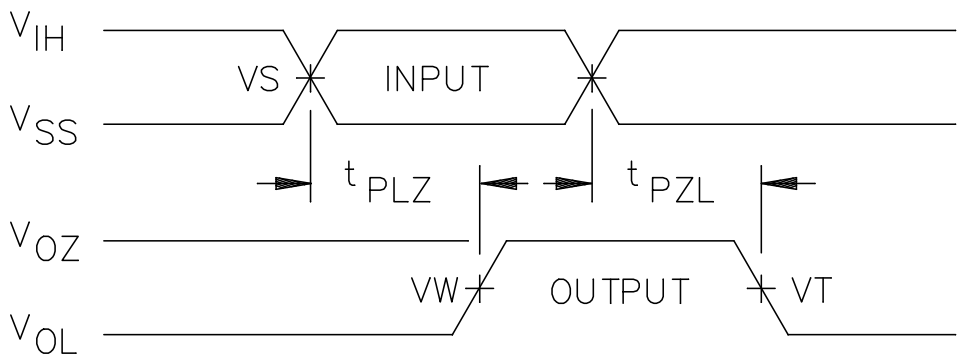 VIH
VS INPUT
VSS
tPLZ tPZL
VOZ
VW OUTPUT VT
VOL